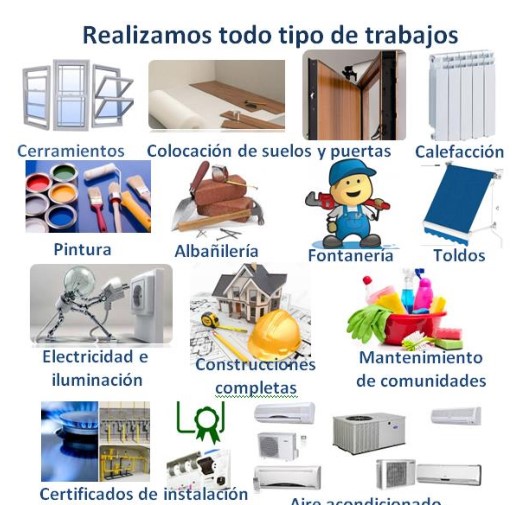 Realizamos todo tipo de trabajos
Cerramientos
Colocación de suelos y puertas
Calefacción
Pintura
Albañilería
Fontanería
Toldos
Electricidad e
iluminación
Construcciones
completas
Mantenimiento
de comunidades
Certificados de instalación
Aire acondicionado